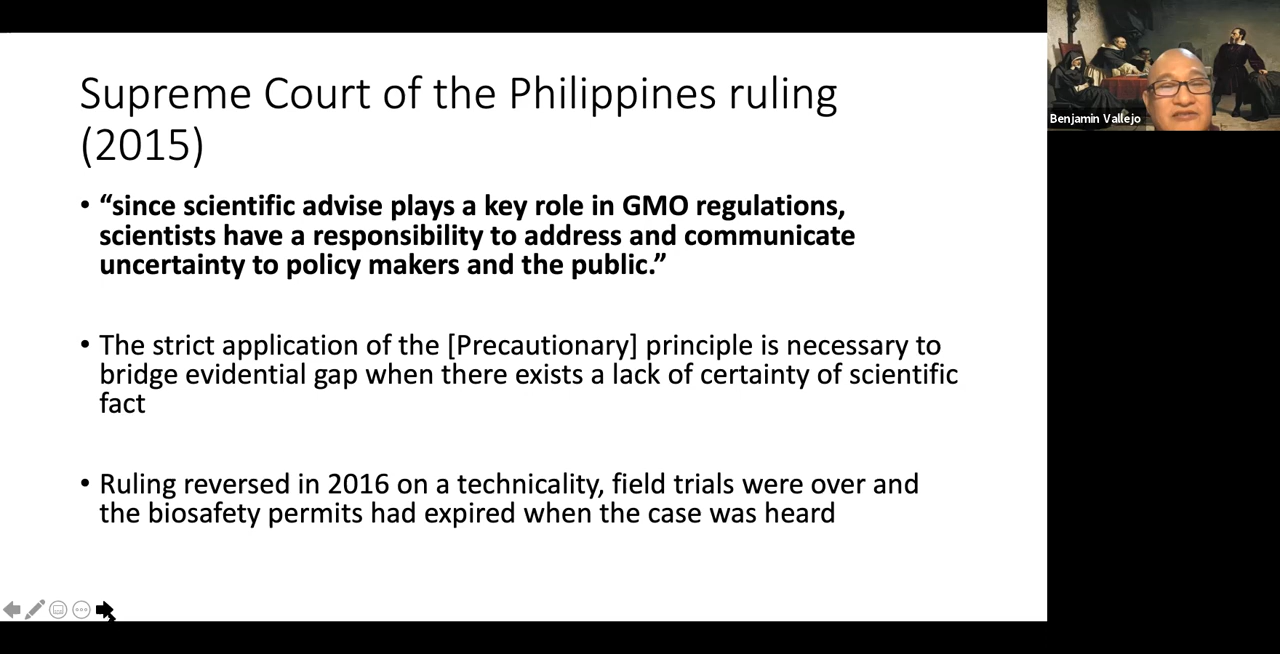 Supreme Court of the Philippines ruling
(2015)
• “since scientific advise plays a key role in GMO regulations,
scientists have a responsibility to address and communicate
uncertainty to policy makers and the public.”
• The strict application of the [Precautionary] principle is necessary to
bridge evidential gap when there exists a lack of certainty of scientific
fact
• Ruling reversed in 2016 on a technicality, field trials were over and
the biosafety permits had expired when the case was heard
Benjamin Vallejo